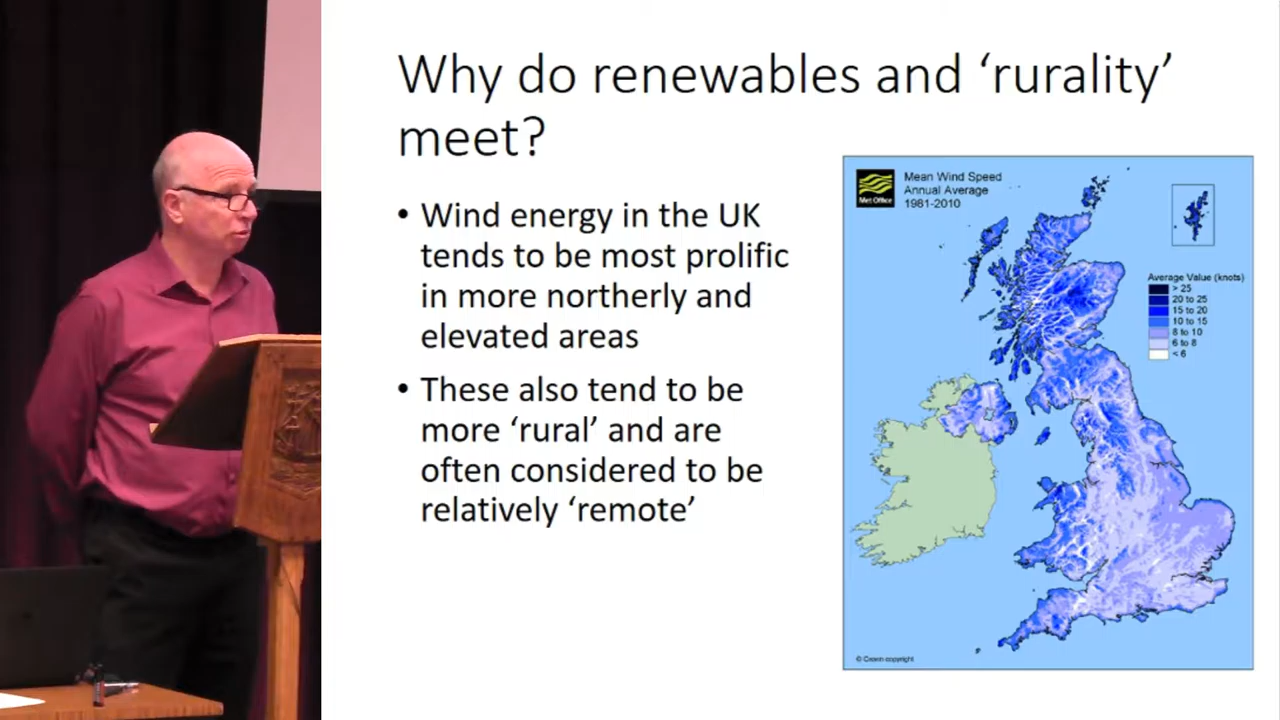 Why do renewables and ‘rurality’
meet?
• Wind energy in the UK
tends to be most prolific
in more northerly and
elevated areas
• These also tend to be
more ‘rural’ and are
often considered to be
relatively ‘remote’
Met Office
Mean Wind Speed
Annual Average
1981-2010
Average Value (knots)
> 25
20 to 25
15 to 20
10 to 15
8 to 10
6 to 8
< 6
© Crown copyright